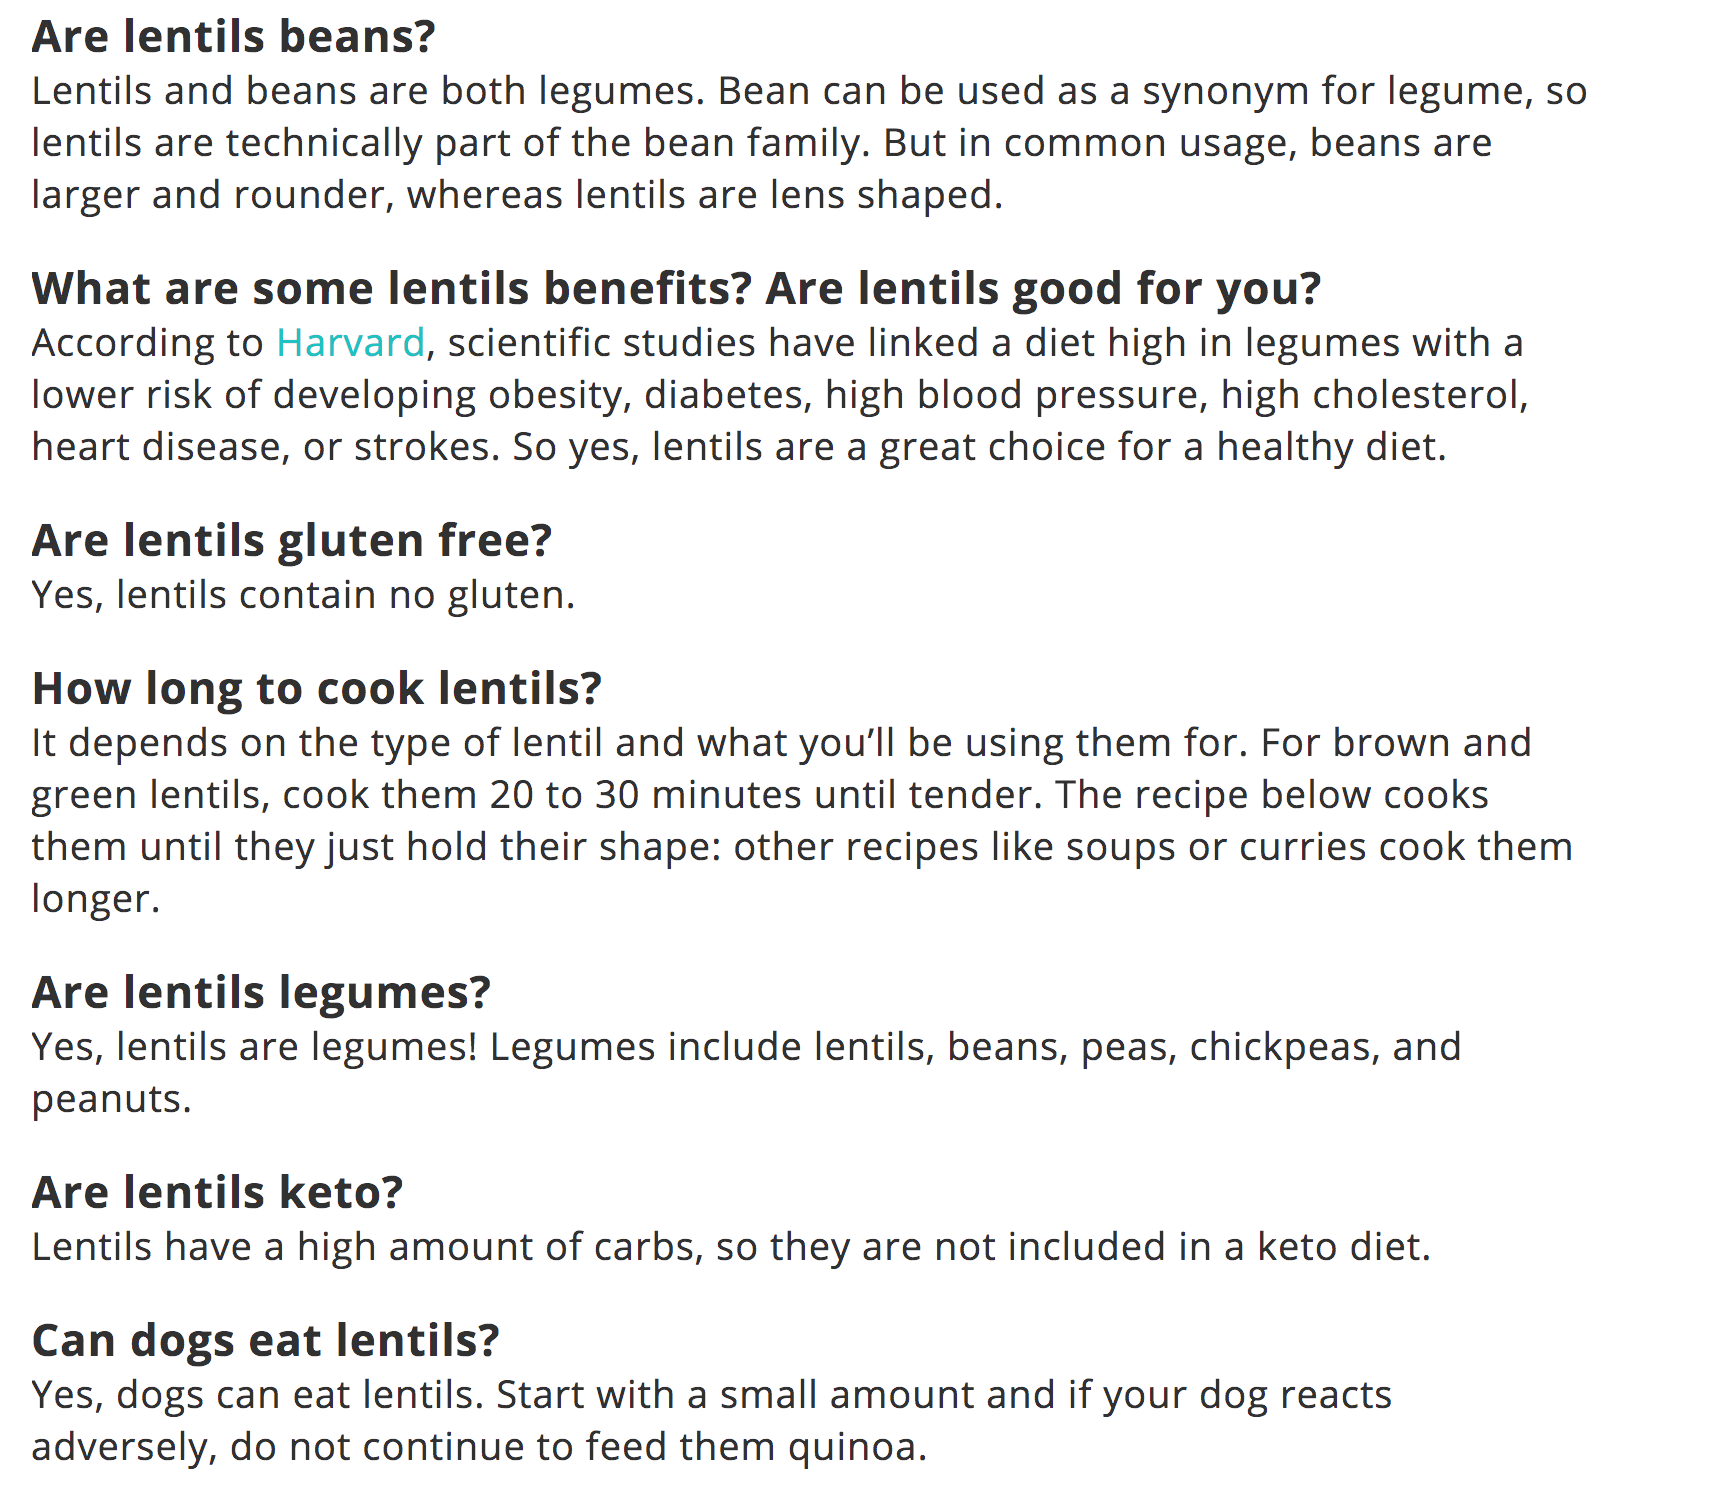 Are lentils beans?
Lentils and beans are both legumes. Bean can be used as a synonym for legume, so
lentils are technically part of the bean family. But in common usage, beans are
larger and rounder, whereas lentils are lens shaped.
What are some lentils benefits? Are lentils good for you?
According to Harvard, scientific studies have linked a diet high in legumes with a
lower risk of developing obesity, diabetes, high blood pressure, high cholesterol,
heart disease, or strokes. So yes, lentils are a great choice for a healthy diet.
Are lentils gluten free?
Yes, lentils contain no gluten.
How long to cook lentils?
It depends on the type of lentil and what you’ll be using them for. For brown and
green lentils, cook them 20 to 30 minutes until tender. The recipe below cooks
them until they just hold their shape: other recipes like soups or curries cook them
longer.
Are lentils legumes?
Yes, lentils are legumes! Legumes include lentils, beans, peas, chickpeas, and
peanuts.
Are lentils keto?
Lentils have a high amount of carbs, so they are not included in a keto diet.
Can dogs eat lentils?
Yes, dogs can eat lentils. Start with a small amount and if your dog reacts
adversely, do not continue to feed them quinoa.